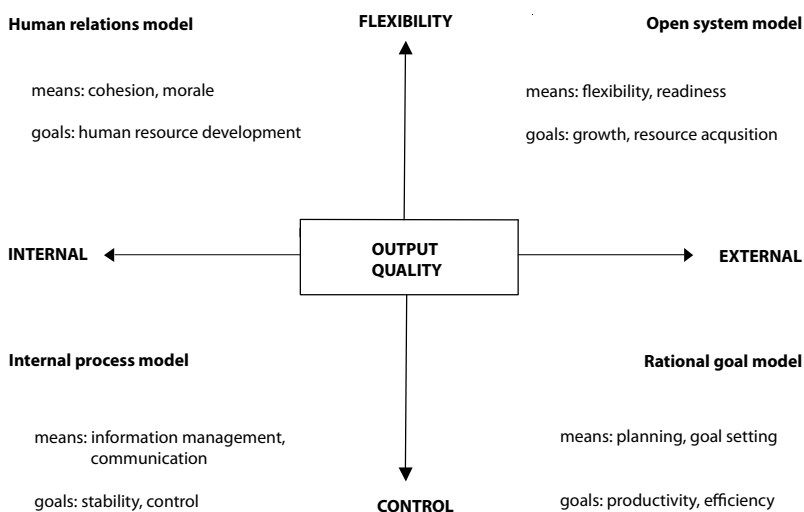 Human relations model
FLEXIBILITY
Open system model
means: cohesion, morale
means: flexibility, readiness
goals: human resource development
goals: growth, resource acqusition
INTERNAL
OUTPUT
QUALITY
EXTERNAL
Internal process model
Rational goal model
means: information management,
communication
means: planning, goal setting
goals: stability, control
CONTROL
goals: productivity, efficiency